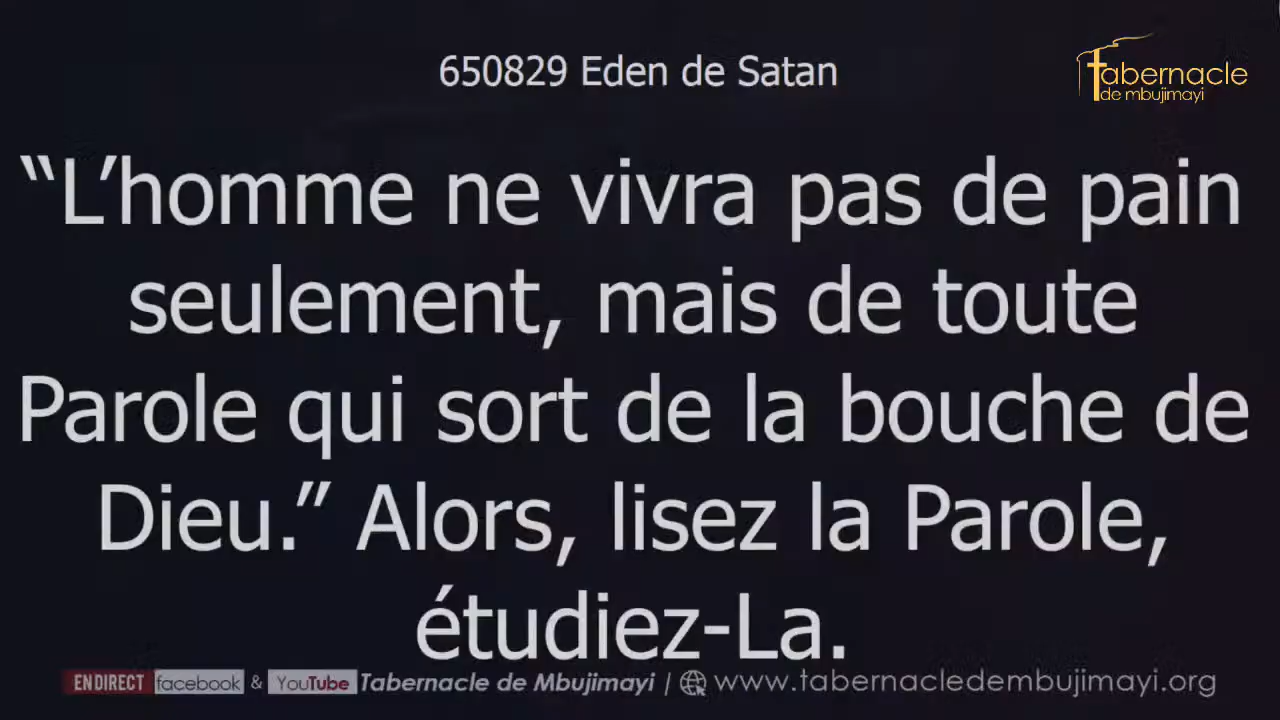 650829 Eden de Satan
Tabernacle
de mbujimayi
“L’homme ne vivra pas de pain
seulement, mais de toute
Parole qui sort de la bouche de
Dieu.” Alors, lisez la Parole,
étudiez-La.
EN DIRECT facebook & YouTube Tabernacle de Mbujimayi | www.tabernacledembujimayi.org